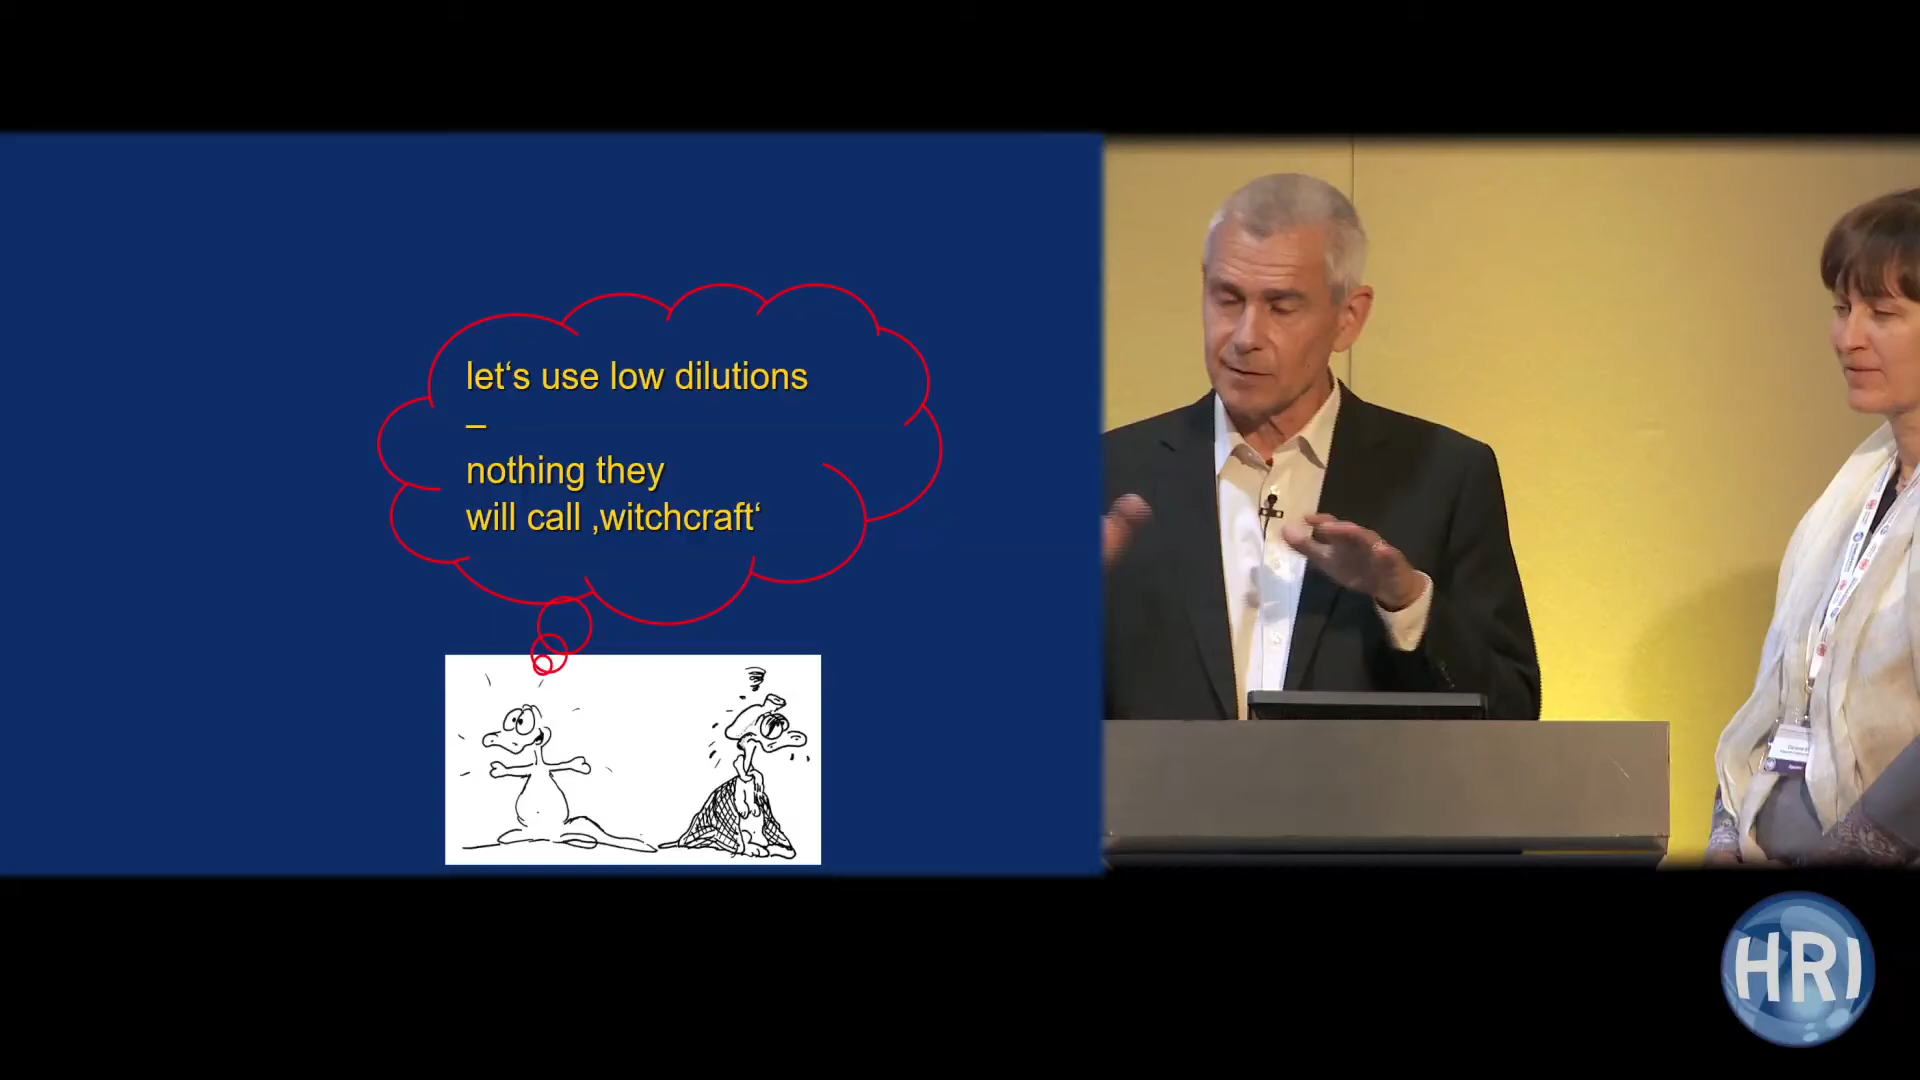 let‘s use low dilutions
–
nothing they
will call ‚witchcraft‘
HRI